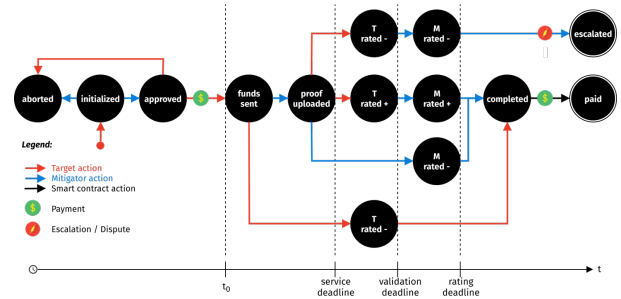 T
rated -
M
rated -
escalated
aborted
initialized
approved
$
funds
sent
proof
uploaded
T
rated +
M
rated +
completed
$
paid
M
rated -
T
rated -
Legend:
Target action
Mitigator action
Smart contract action
$
Payment
Escalation / Dispute
t
t0
service
deadline
validation
deadline
rating
deadline